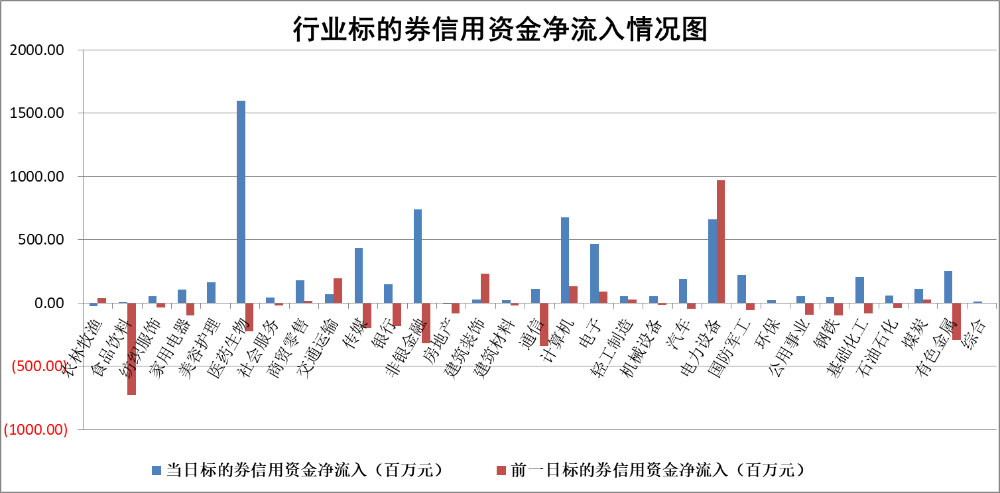 行业标的券信用资金净流入情况图
2000.00
1500.00
1000.00
500.00
0.00
(500.00)
(1000.00)
农林牧渔
食品饮料
纺织服饰
家用电器
美容护理
医药生物
社会服务
商贸零售
交通运输
传媒
银行
非银金融
房地产
建筑装饰
建筑材料
通信
计算机
电子
轻工制造
机械设备
汽车
电力设备
国防军工
环保
公用事业
钢铁
基础化工
石油石化
煤炭
有色金属
综合
当日标的券信用资金净流入（百万元）
前一日标的券信用资金净流入（百万元）